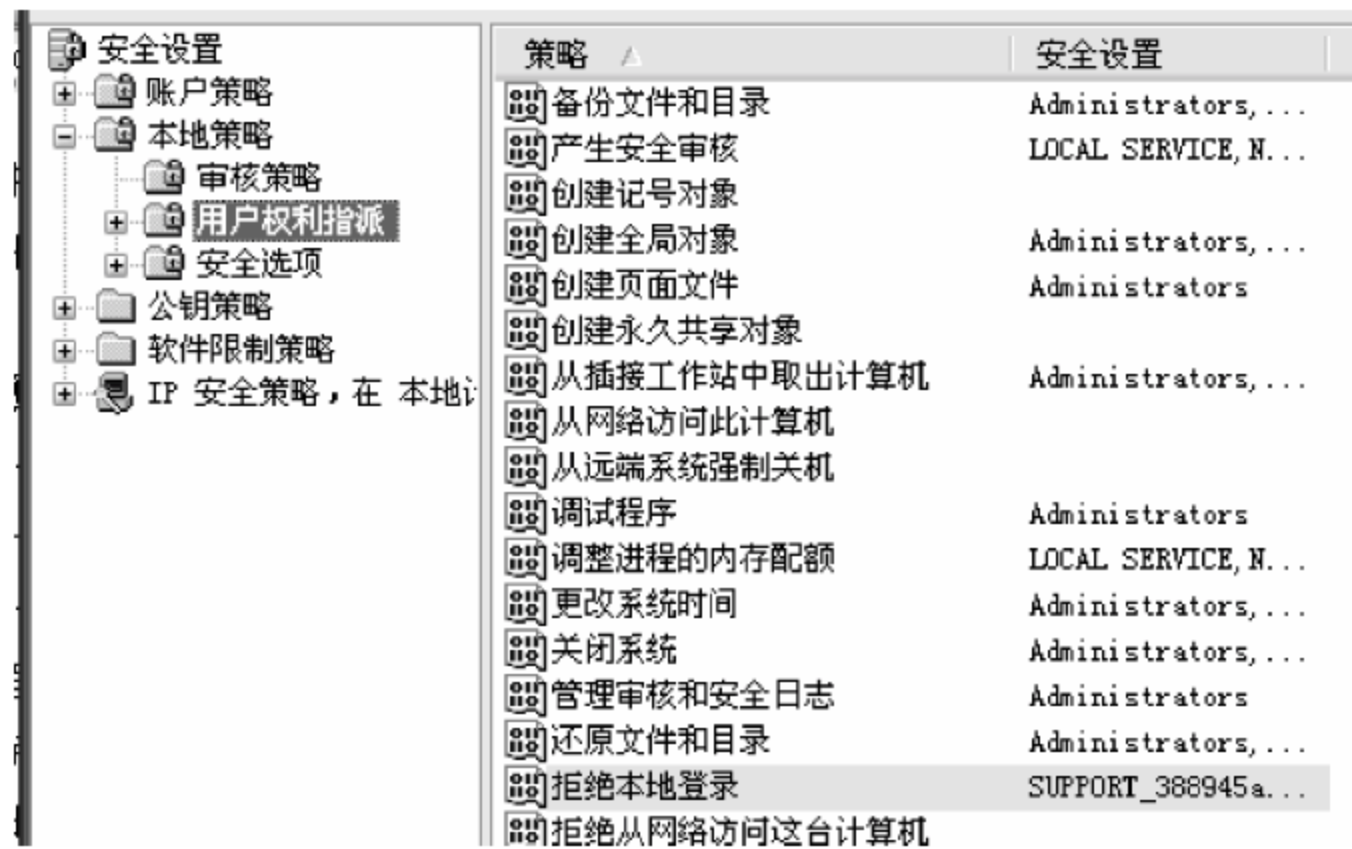 安全设置
账户策略
本地策略
审核策略
用户权利指派
安全选项
公钥策略
软件限制策略
IP 安全策略，在 本地
策略 安全设置
备份文件和目录 Administrators,...
产生安全审核 LOCAL SERVICE,N...
创建记号对象
创建全局对象 Administrators,...
创建页面文件 Administrators
创建永久共享对象
从插接工作站中取出计算机 Administrators,...
从网络访问此计算机
从远端系统强制关机
调试程序 Administrators
调整进程的内存配额 LOCAL SERVICE,N...
更改系统时间 Administrators,...
关闭系统 Administrators,...
管理审核和安全日志 Administrators
还原文件和目录 Administrators,...
拒绝本地登录 SUPPORT_388945a...
拒绝从网络访问这台计算机